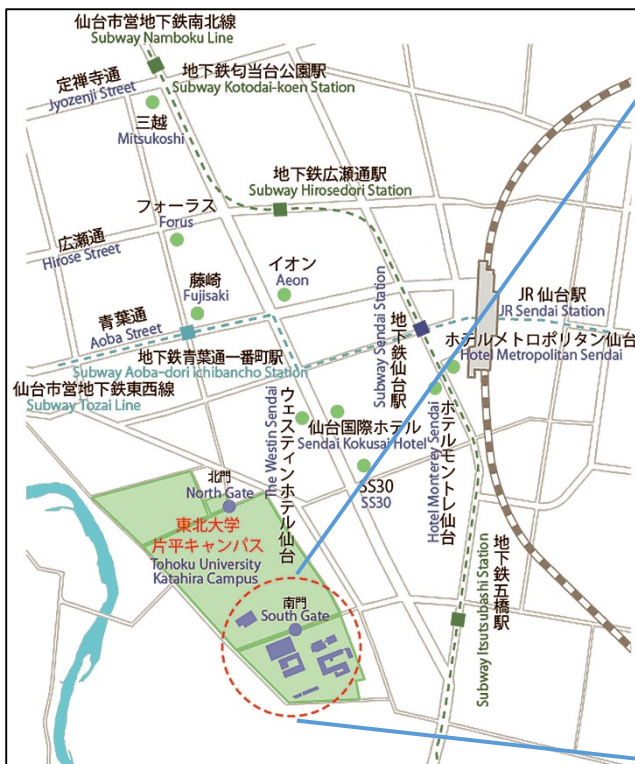 仙台市営地下鉄南北線
Subway Namboku Line
定禅寺通
Jyozenji Street
地下鉄匂当台公園駅
Subway Kotodai-koen Station
三越
Mitsukoshi
地下鉄広瀬通駅
Subway Hirosedori Station
フォーラス
Forus
広瀬通
Hirose Street
イオン
Aeon
藤崎
Fujisaki
JR 仙台駅
JR Sendai Station
青葉通
Aoba Street
地下鉄仙台駅
Subway Sendai Station
ホテルメトロポリタン仙台
Hotel Metropolitan Sendai
地下鉄青葉通一番町駅
Subway Aoba-dori ichibancho Station
仙台市営地下鉄東西線
Subway Tozai Line
ウェスティンホテル仙台
The Westin Sendai
仙台国際ホテル
Sendai Kokusai Hotel
ホテルモントレ仙台
Hotel Monterey Sendai
SS30
SS30
北門
North Gate
東北大学
片平キャンパス
Tohoku University
Katahira Campus
南門
South Gate
地下鉄五橋駅
Subway Itsutsubashi Station